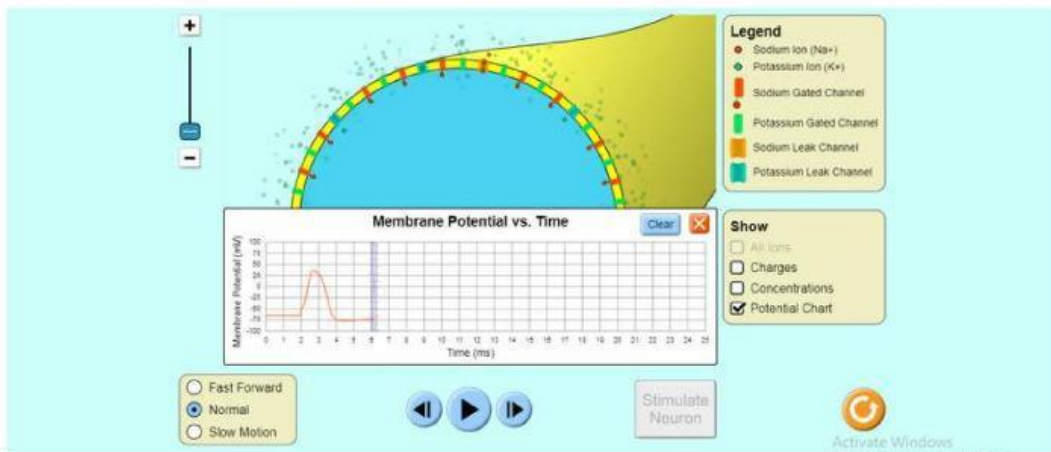 +
−
Legend
Sodium Ion (Na+)
Potassium Ion (K+)
Sodium Gated Channel
Potassium Gated Channel
Sodium Leak Channel
Potassium Leak Channel
Membrane Potential vs. Time
Clear
Membrane Potential (mV)
100
75
50
25
0
-25
-50
-75
-100
0 1 2 3 4 5 6 7 8 9 10 11 12 13 14 15 16 17 18 19 20 21 22 23 24 25
Time (ms)
Show
All Ions
Charges
Concentrations
Potential Chart
Fast Forward
Normal
Slow Motion
Stimulate
Neuron
Activate Windows